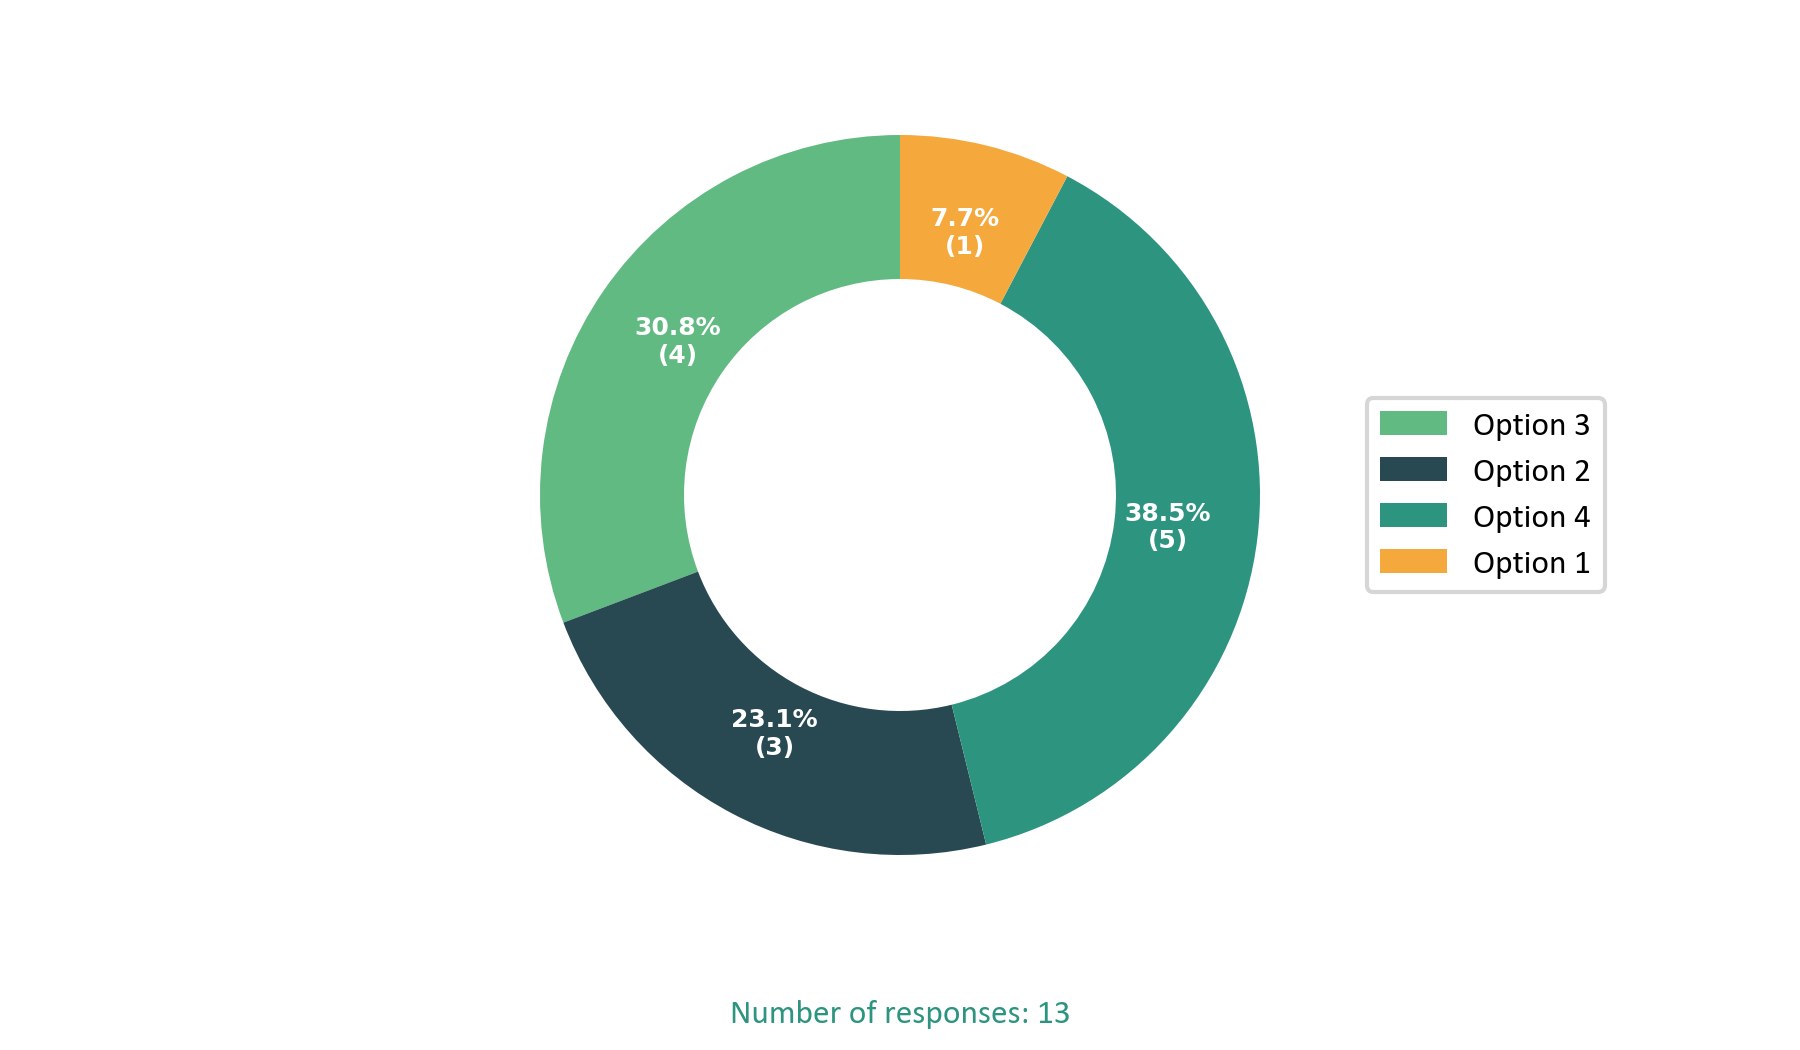 7.7%
(1)
30.8%
(4)
38.5%
(5)
23.1%
(3)
Option 3
Option 2
Option 4
Option 1
Number of responses: 13